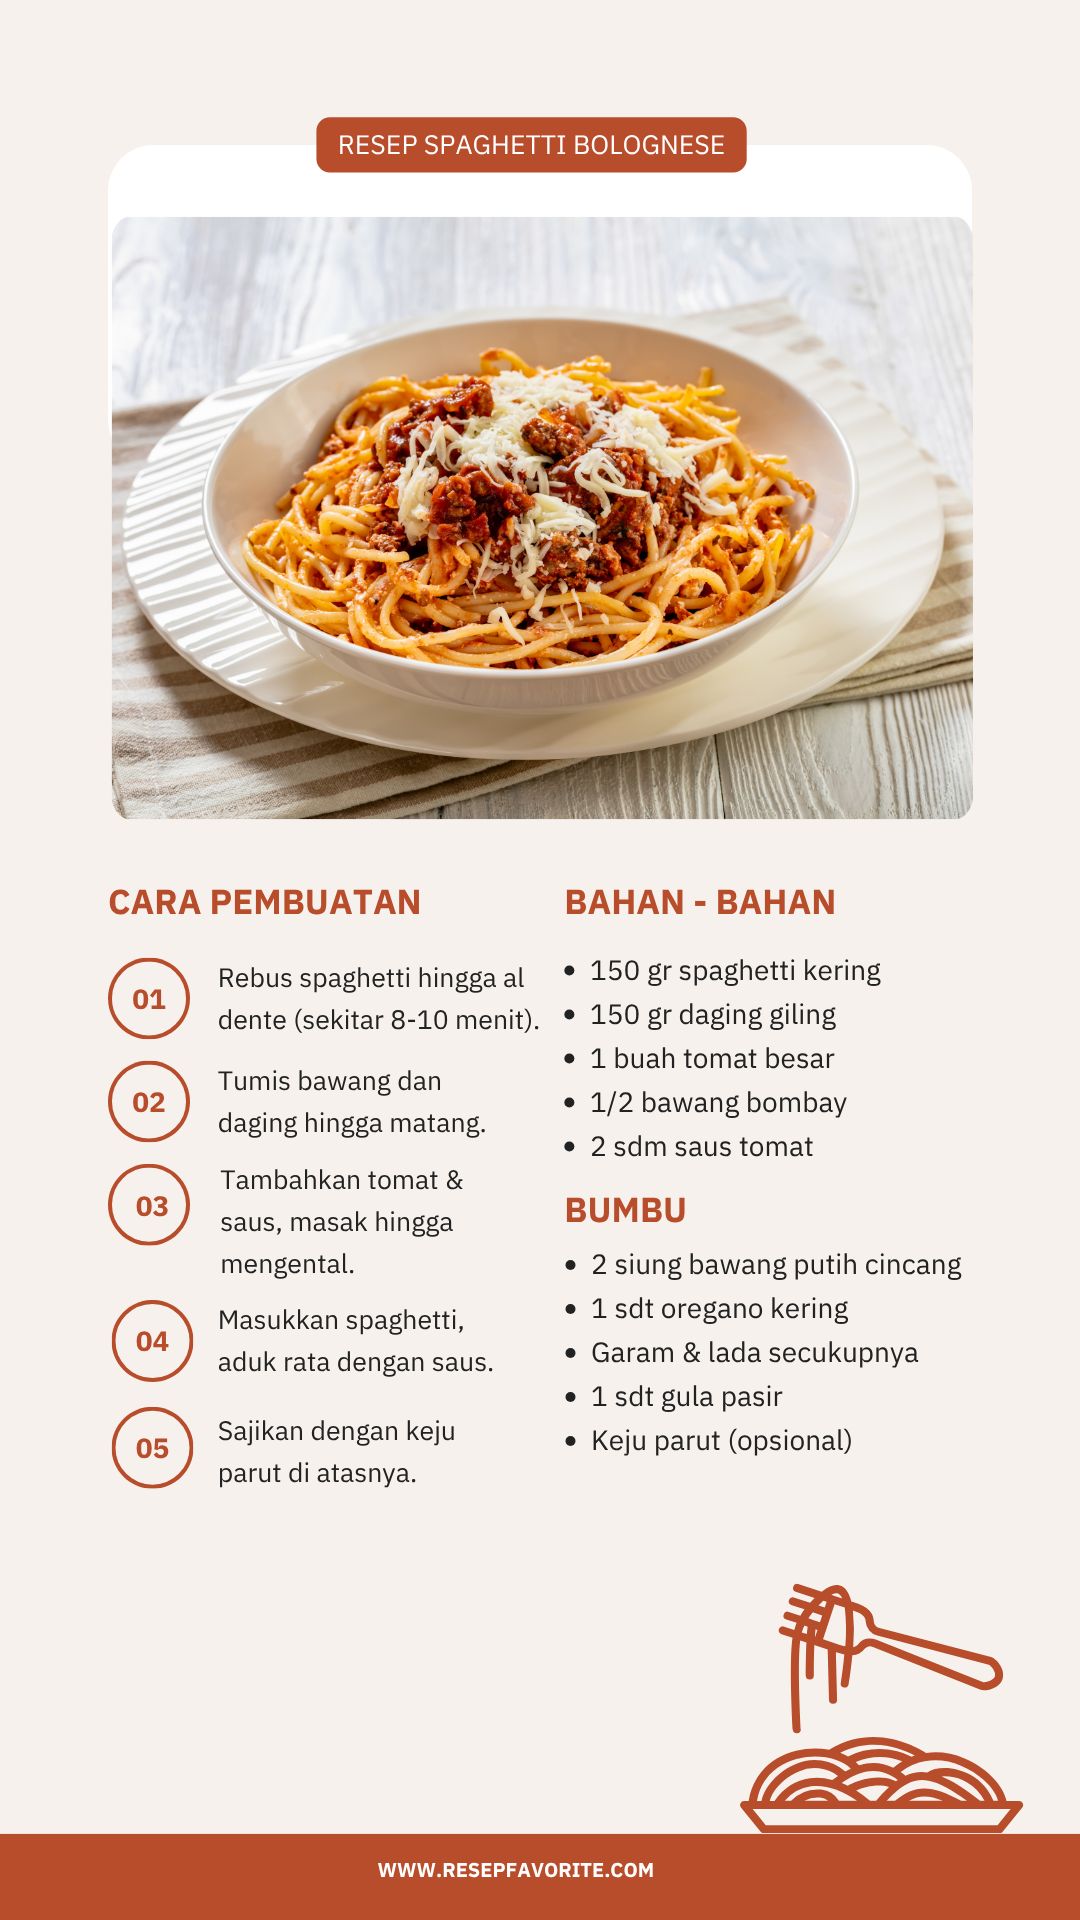 RESEP SPAGHETTI BOLOGNESE
CARA PEMBUATAN
01
Rebus spaghetti hingga al
dente (sekitar 8-10 menit).
02
Tumis bawang dan
daging hingga matang.
03
Tambahkan tomat &
saus, masak hingga
mengental.
04
Masukkan spaghetti,
aduk rata dengan saus.
05
Sajikan dengan keju
parut di atasnya.
BAHAN - BAHAN
• 150 gr spaghetti kering
• 150 gr daging giling
• 1 buah tomat besar
• 1/2 bawang bombay
• 2 sdm saus tomat
BUMBU
• 2 siung bawang putih cincang
• 1 sdt oregano kering
• Garam & lada secukupnya
• 1 sdt gula pasir
• Keju parut (opsional)
WWW.RESEPFAVORITE.COM